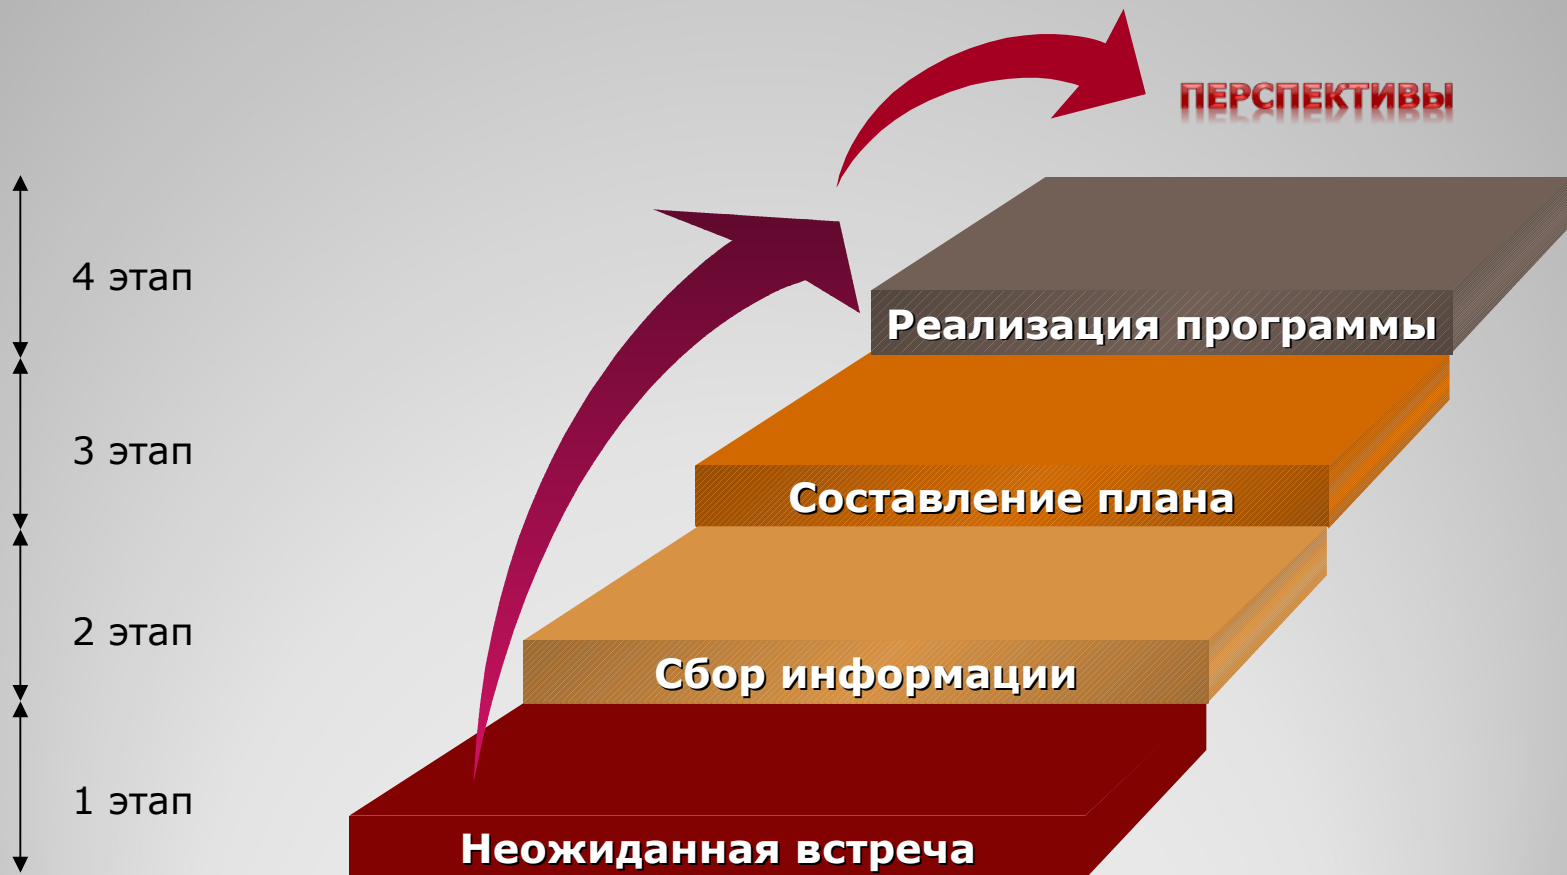 ПЕРСПЕКТИВЫ
4 этап
Реализация программы
3 этап
Составление плана
2 этап
Сбор информации
1 этап
Неожиданная встреча